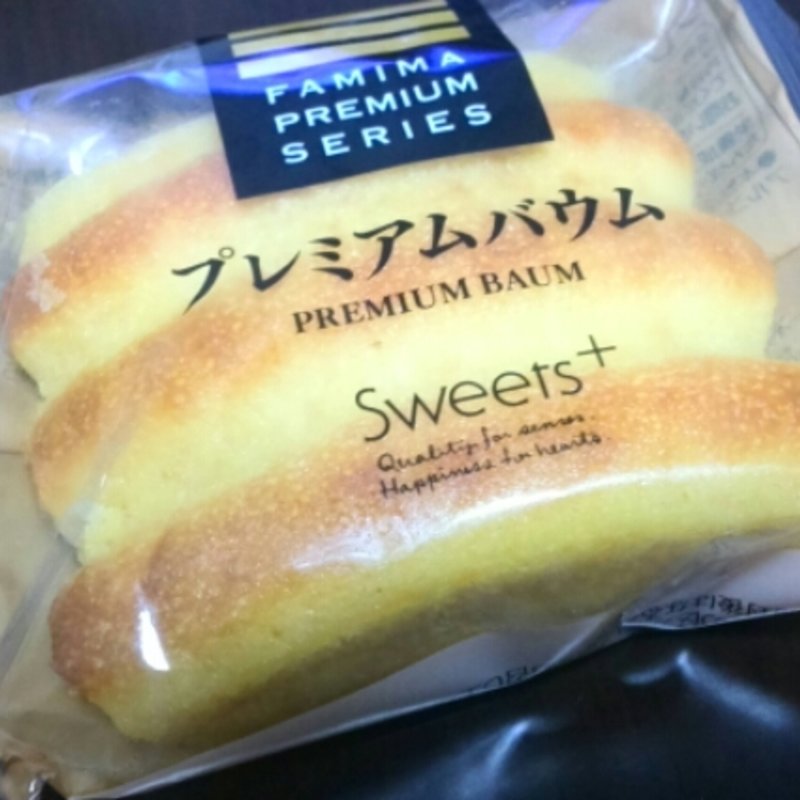 FAMIMA
PREMIUM
SERIES
プレミアムバウム
PREMIUM BAUM
Sweets+
Quality for senses.
Happiness for hearts.